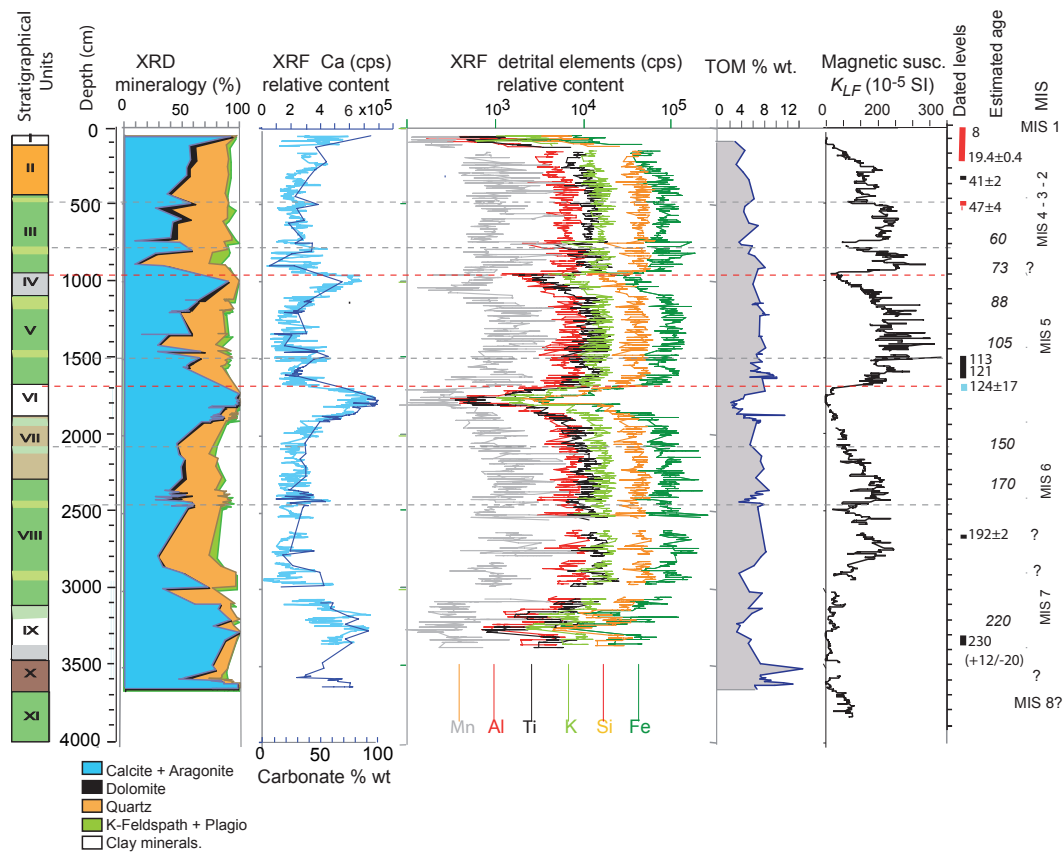 Stratigraphical
Units
Depth (cm)
XRD
mineralogy (%)
0 50 100
XRF Ca (cps)
relative content
0 2 4 6x10⁵
XRF detrital elements (cps)
relative content
10³ 10⁴ 10⁵
TOM % wt.
0 4 8 12
Magnetic susc.
K_LF (10⁻⁵ SI)
0 100 200 300
Dated levels
Estimated age
MIS
0
500
1000
1500
2000
2500
3000
3500
4000
I
II
III
IV
V
VI
VII
VIII
IX
X
XI
8
19.4±0.4
41±2
47±4
60
73
88
105
113
121
124±17
150
170
192±2
220
230
(+12/-20)
MIS 1
MIS 4 - 3 - 2
?
MIS 5
MIS 6
?
?
MIS 7
?
MIS 8?
Mn Al Ti K Si Fe
0 50 100
Carbonate % wt
Calcite + Aragonite
Dolomite
Quartz
K-Feldspath + Plagio
Clay minerals.